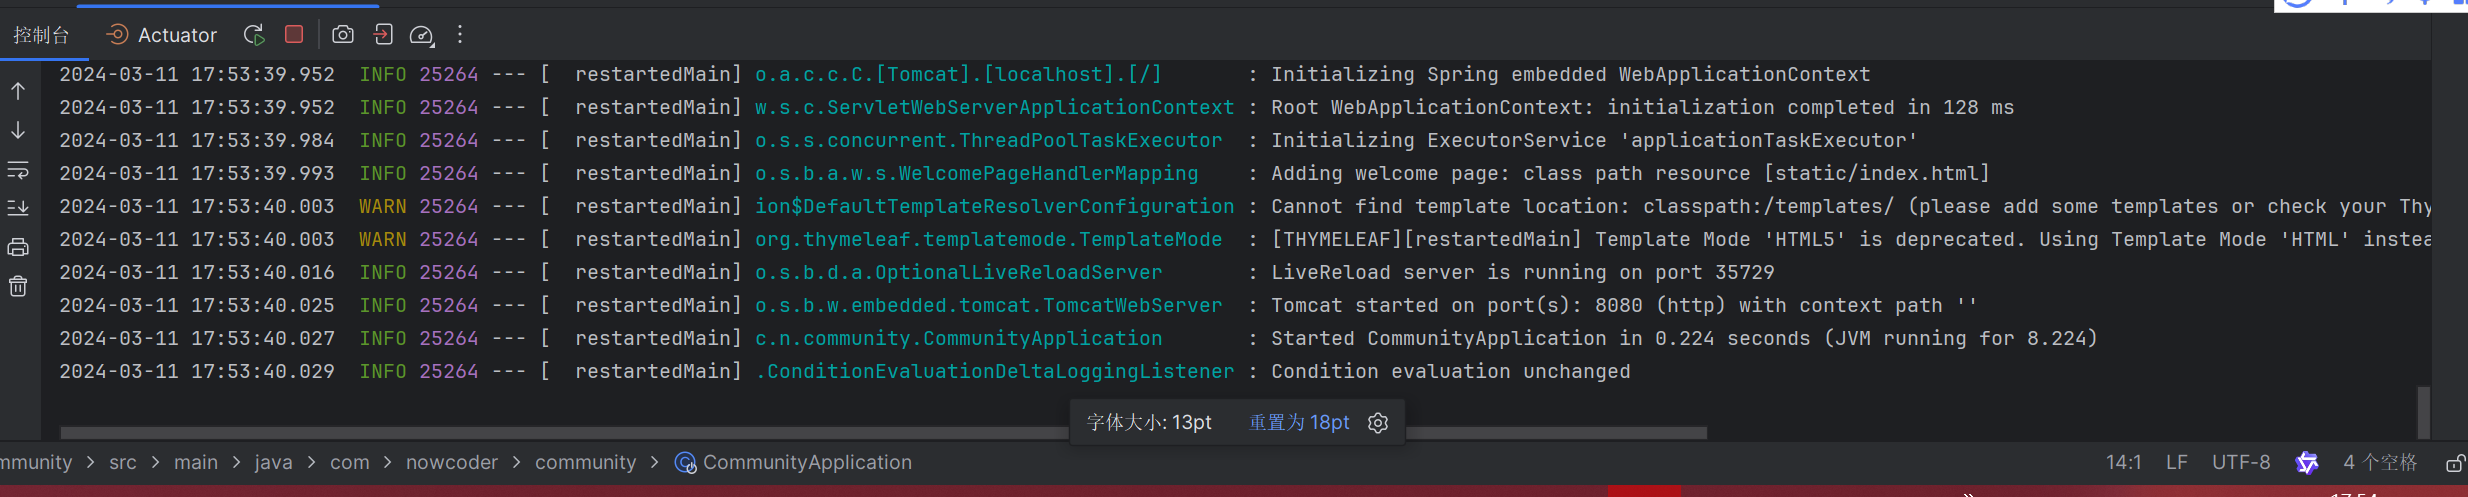 控制台 Actuator
2024-03-11 17:53:39.952  INFO 25264 --- [  restartedMain] o.a.c.c.C.[Tomcat].[localhost].[/]       : Initializing Spring embedded WebApplicationContext
2024-03-11 17:53:39.952  INFO 25264 --- [  restartedMain] w.s.c.ServletWebServerApplicationContext : Root WebApplicationContext: initialization completed in 128 ms
2024-03-11 17:53:39.984  INFO 25264 --- [  restartedMain] o.s.s.concurrent.ThreadPoolTaskExecutor  : Initializing ExecutorService 'applicationTaskExecutor'
2024-03-11 17:53:39.993  INFO 25264 --- [  restartedMain] o.s.b.a.w.s.WelcomePageHandlerMapping    : Adding welcome page: class path resource [static/index.html]
2024-03-11 17:53:40.003  WARN 25264 --- [  restartedMain] ion$DefaultTemplateResolverConfiguration : Cannot find template location: classpath:/templates/ (please add some templates or check your Thy
2024-03-11 17:53:40.003  WARN 25264 --- [  restartedMain] org.thymeleaf.templatemode.TemplateMode  : [THYMELEAF][restartedMain] Template Mode 'HTML5' is deprecated. Using Template Mode 'HTML' instea
2024-03-11 17:53:40.016  INFO 25264 --- [  restartedMain] o.s.b.d.a.OptionalLiveReloadServer       : LiveReload server is running on port 35729
2024-03-11 17:53:40.025  INFO 25264 --- [  restartedMain] o.s.b.w.embedded.tomcat.TomcatWebServer  : Tomcat started on port(s): 8080 (http) with context path ''
2024-03-11 17:53:40.027  INFO 25264 --- [  restartedMain] c.n.community.CommunityApplication       : Started CommunityApplication in 0.224 seconds (JVM running for 8.224)
2024-03-11 17:53:40.029  INFO 25264 --- [  restartedMain] .ConditionEvaluationDeltaLoggingListener : Condition evaluation unchanged
字体大小: 13pt 重置为 18pt
mmunity > src > main > java > com > nowcoder > community > CommunityApplication 14:1 LF UTF-8 4 个空格